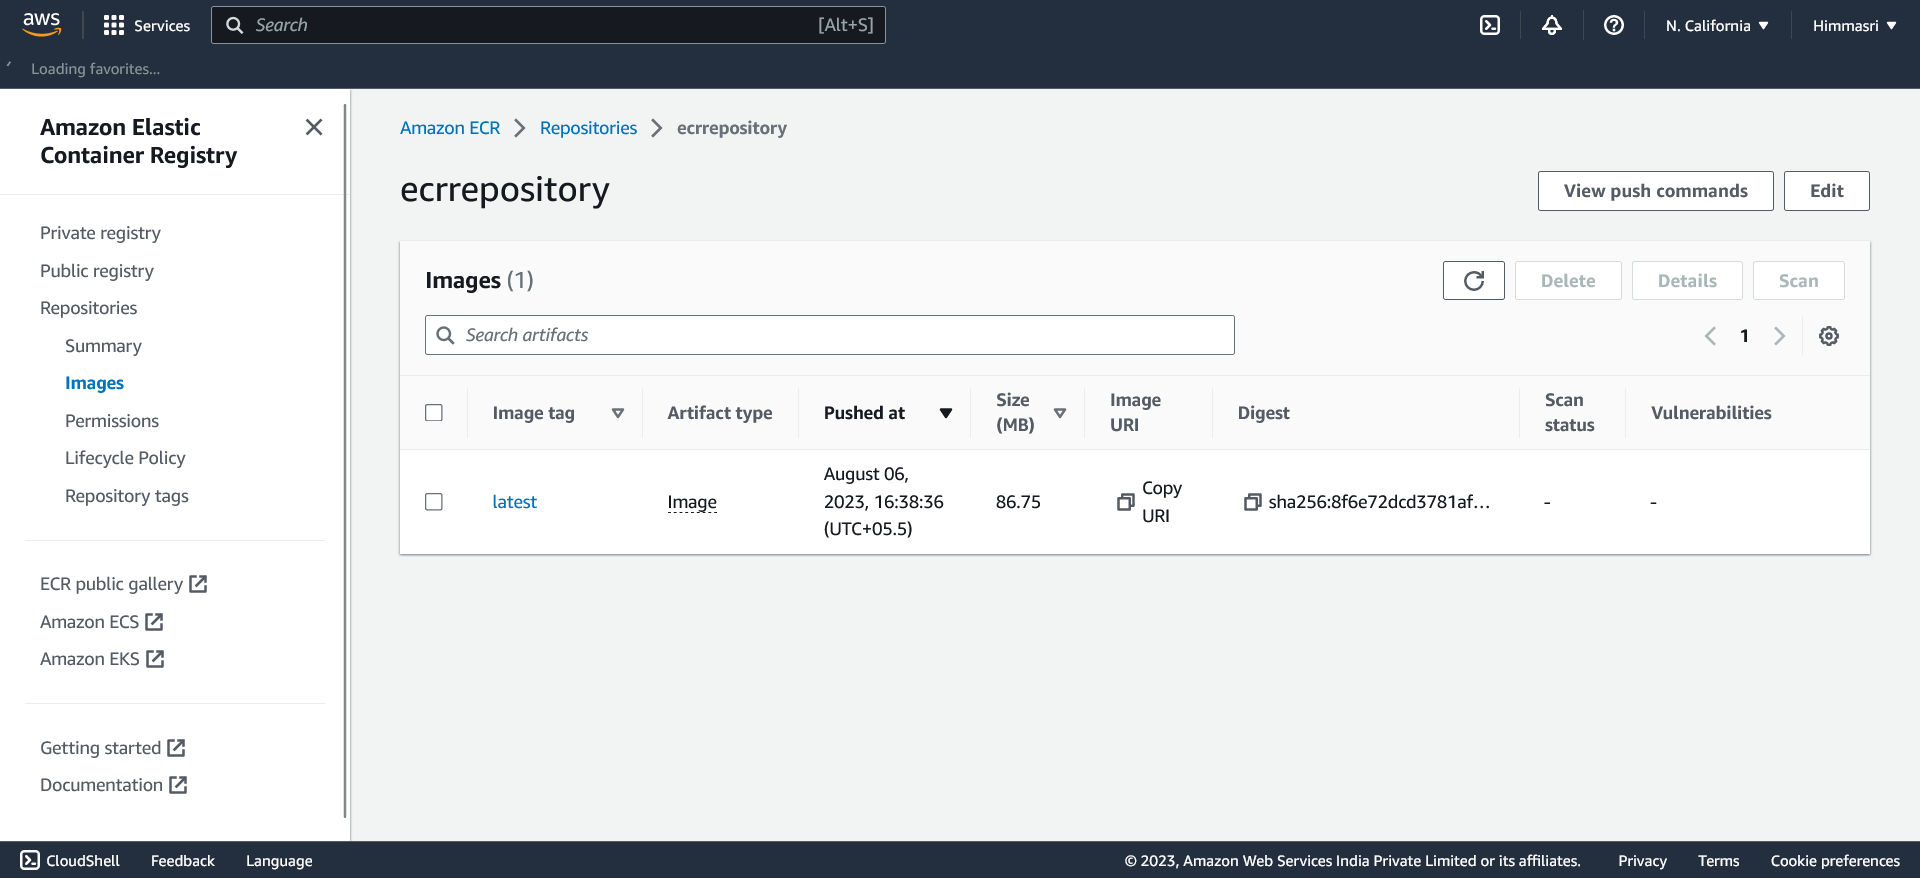 aws
Services
Search
[Alt+S]
N. California
Himmasri
Loading favorites...
Amazon Elastic
Container Registry
Private registry
Public registry
Repositories
Summary
Images
Permissions
Lifecycle Policy
Repository tags
ECR public gallery
Amazon ECS
Amazon EKS
Getting started
Documentation
Amazon ECR
Repositories
ecrrepository
ecrrepository
View push commands
Edit
Images (1)
Delete
Details
Scan
Search artifacts
1
Image tag
Artifact type
Pushed at
Size
(MB)
Image
URI
Digest
Scan
status
Vulnerabilities
latest
Image
August 06,
2023, 16:38:36
(UTC+05.5)
86.75
Copy
URI
sha256:8f6e72dcd3781af...
-
-
CloudShell
Feedback
Language
© 2023, Amazon Web Services India Private Limited or its affiliates.
Privacy
Terms
Cookie preferences